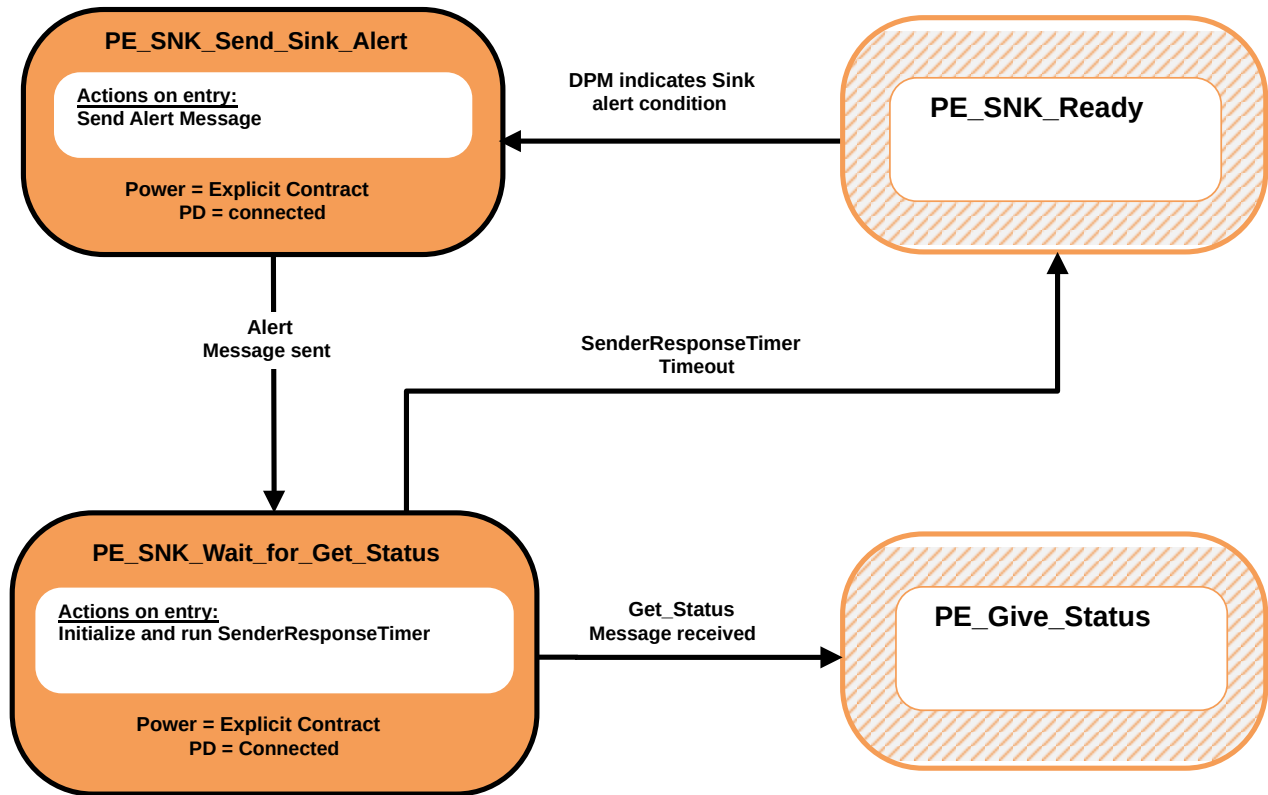 PE_SNK_Send_Sink_Alert
Actions on entry:
Send Alert Message
Power = Explicit Contract
PD = connected
DPM indicates Sink
alert condition
PE_SNK_Ready
Alert
Message sent
SenderResponseTimer
Timeout
PE_SNK_Wait_for_Get_Status
Actions on entry:
Initialize and run SenderResponseTimer
Power = Explicit Contract
PD = Connected
Get_Status
Message received
PE_Give_Status